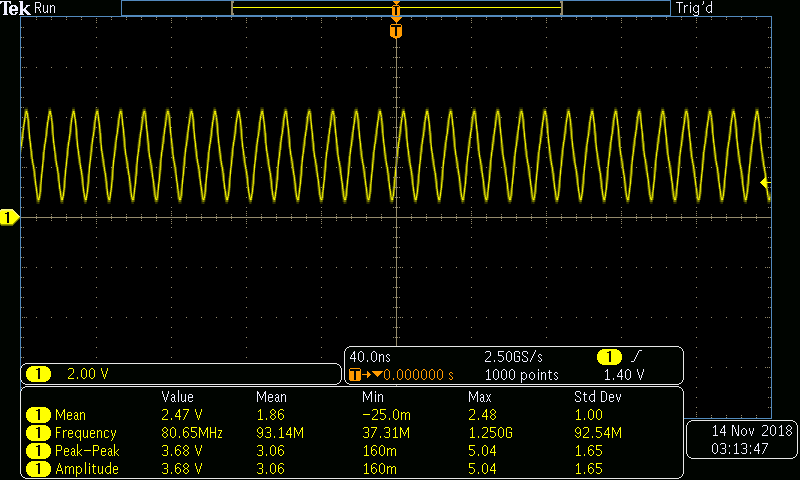 Tek Run Trig'd
T
T
1
1 2.00 V
40.0ns 2.50GS/s 1
T→▼0.000000 s 1000 points 1.40 V
Value Mean Min Max Std Dev
1 Mean 2.47 V 1.86 −25.0m 2.48 1.00
1 Frequency 80.65MHz 93.14M 37.31M 1.250G 92.54M
1 Peak–Peak 3.68 V 3.06 160m 5.04 1.65
1 Amplitude 3.68 V 3.06 160m 5.04 1.65
14 Nov 2018
03:13:47